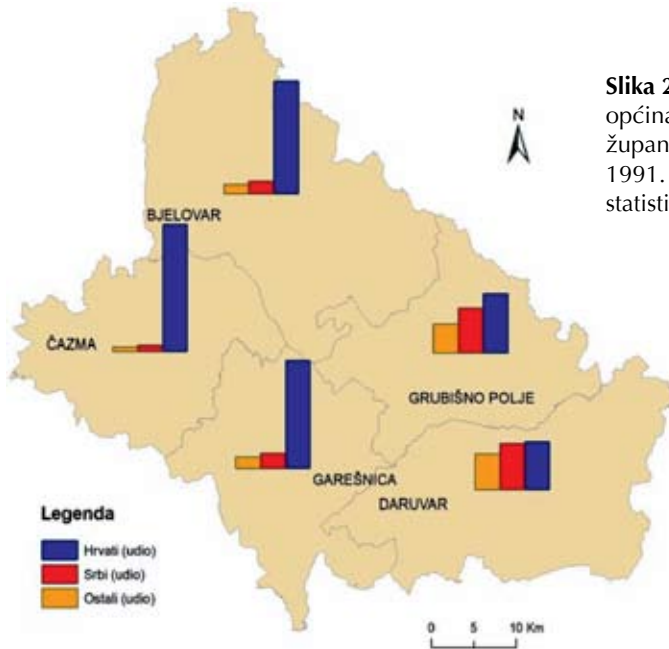 Slika 2
općina
župan
1991.
statisti
N
BJELOVAR
ČAZMA
GRUBIŠNO POLJE
GAREŠNICA
DARUVAR
Legenda
Hrvati (udio)
Srbi (udio)
Ostali (udio)
0 5 10 Km